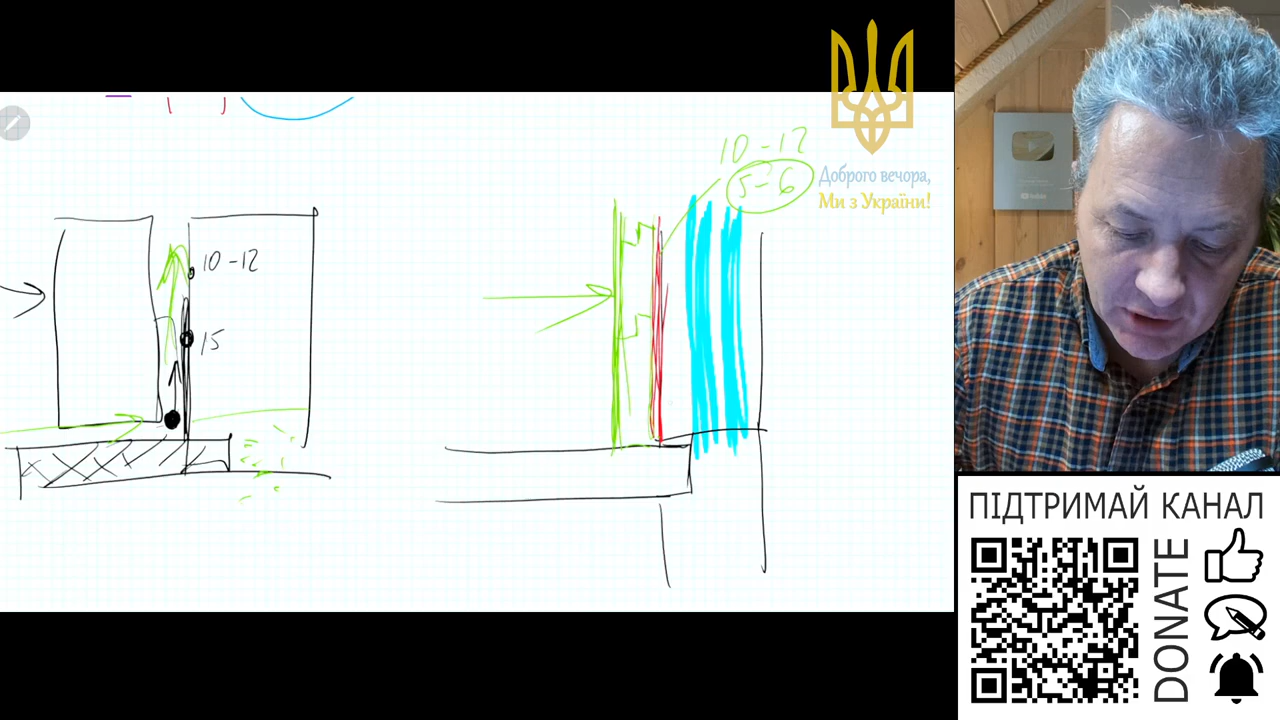 10-12
5-6
Доброго вечора,
Ми з України!
10-12
15
ПІДТРИМАЙ КАНАЛ
DONATE